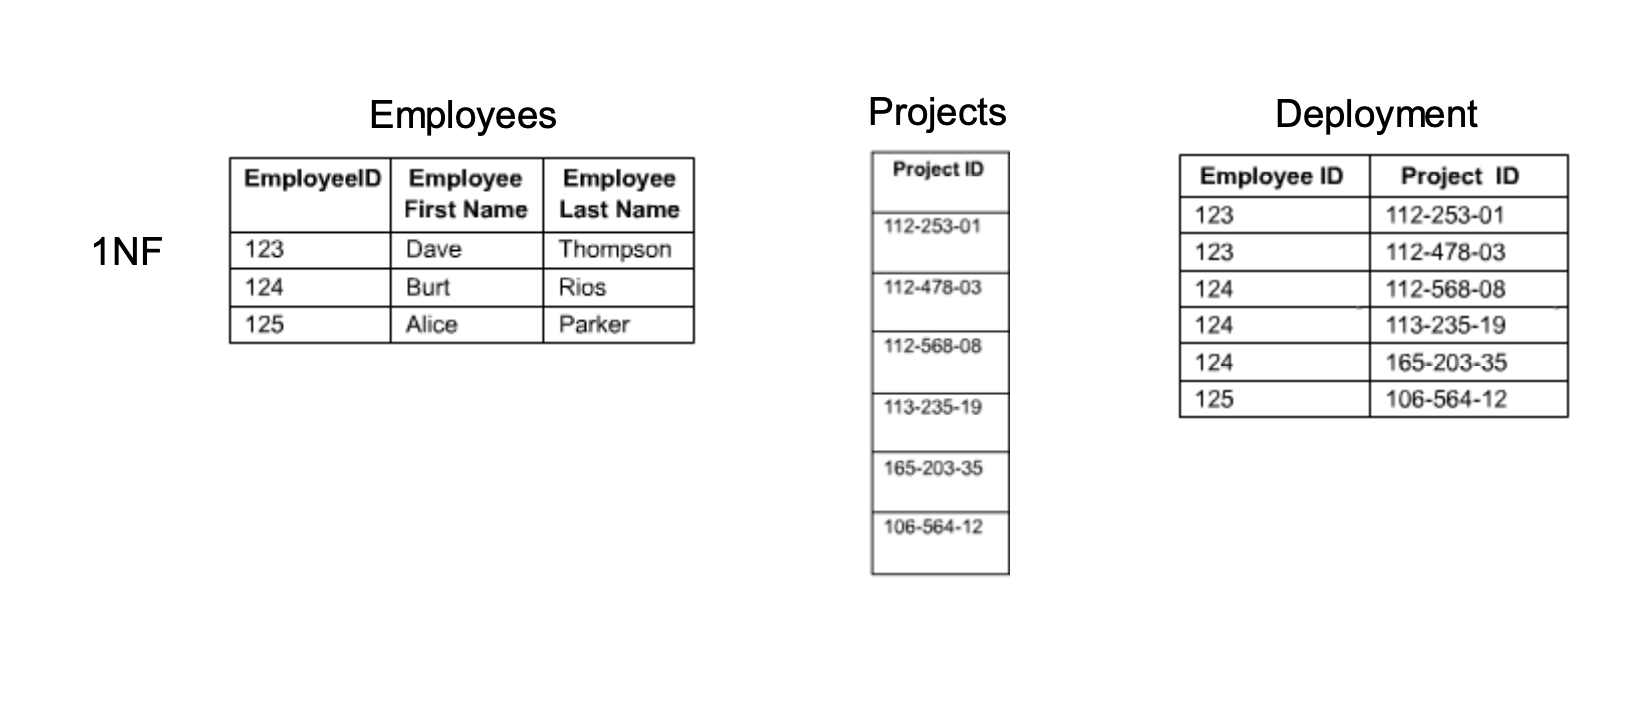 Employees
Projects
Deployment
1NF
EmployeeID Employee First Name Employee Last Name
123 Dave Thompson
124 Burt Rios
125 Alice Parker
Project ID
112-253-01
112-478-03
112-568-08
113-235-19
165-203-35
106-564-12
Employee ID Project ID
123 112-253-01
123 112-478-03
124 112-568-08
124 113-235-19
124 165-203-35
125 106-564-12